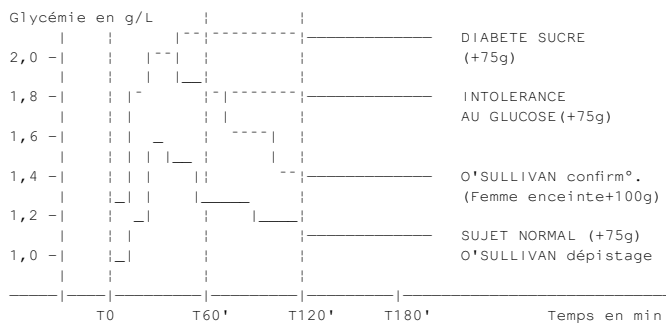 Glycémie en g/L
DIABETE SUCRE
2,0 (+75g)
1,8 INTOLERANCE
AU GLUCOSE(+75g)
1,6
1,4 O'SULLIVAN confirm°.
(Femme enceinte+100g)
1,2
SUJET NORMAL (+75g)
1,0 O'SULLIVAN dépistage
T0 T60' T120' T180' Temps en min